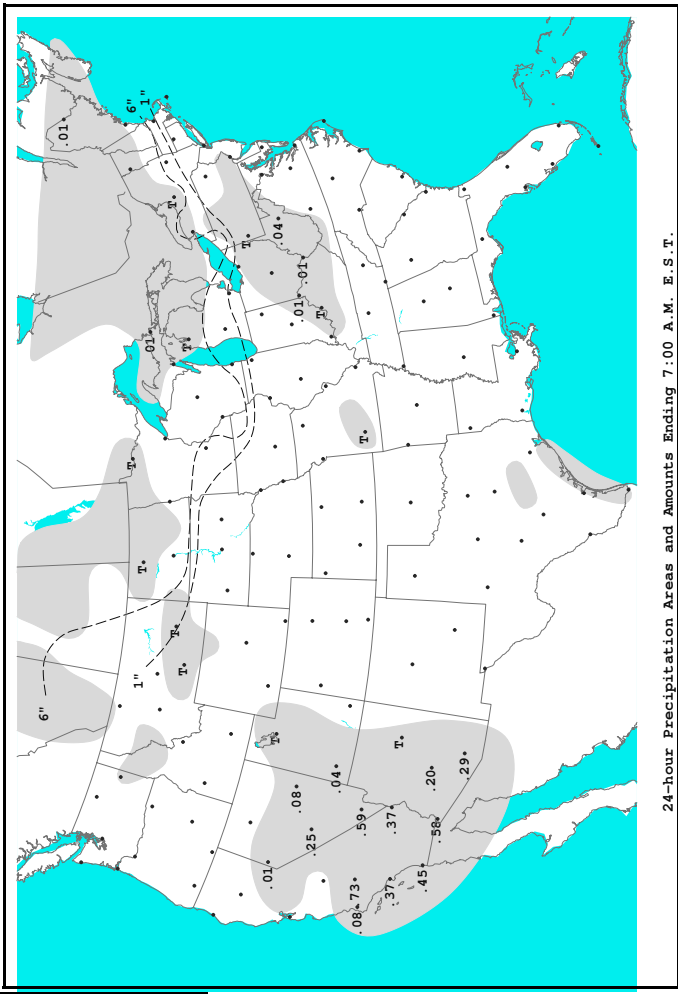 6"
.01
6"
T
1"
T
1"
.01
T
T
T
T
T
.01
T
.04
.08
.01
.01
.25
T
.04
.08
.73
.59
T
.37
.37
T
.45
.20
.58
.29
24-hour Precipitation Areas and Amounts Ending 7:00 A.M. E.S.T.